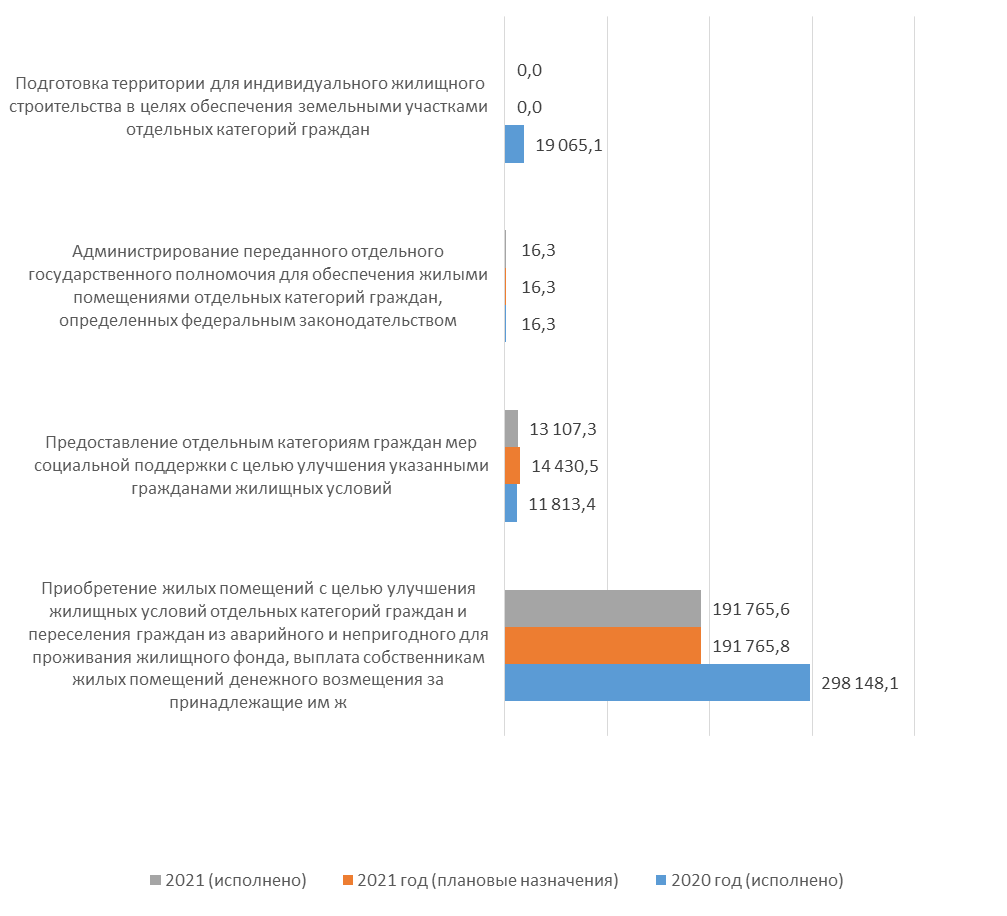 Подготовка территории для индивидуального жилищного
строительства в целях обеспечения земельными участками
отдельных категорий граждан
0,0
0,0
19 065,1
Администрирование переданного отдельного
государственного полномочия для обеспечения жилыми
помещениями отдельных категорий граждан,
определенных федеральным законодательством
16,3
16,3
16,3
Предоставление отдельным категориям граждан мер
социальной поддержки с целью улучшения указанными
гражданами жилищных условий
13 107,3
14 430,5
11 813,4
Приобретение жилых помещений с целью улучшения
жилищных условий отдельных категорий граждан и
переселения граждан из аварийного и непригодного для
проживания жилищного фонда, выплата собственникам
жилых помещений денежного возмещения за
принадлежащие им ж
191 765,6
191 765,8
298 148,1
2021 (исполнено) 2021 год (плановые назначения) 2020 год (исполнено)